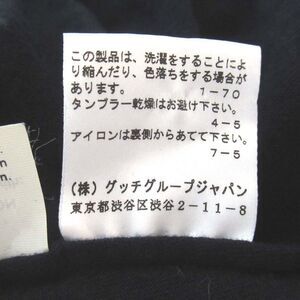 この製品は、洗濯をすることによ
り縮んだり、色落ちをする場合が
あります。 1-70
タンブラー乾燥はお避け下さい。
4-5
アイロンは裏側からあてて下さい。
7-5
(株) グッチグループジャパン
東京都渋谷区渋谷2-11-8